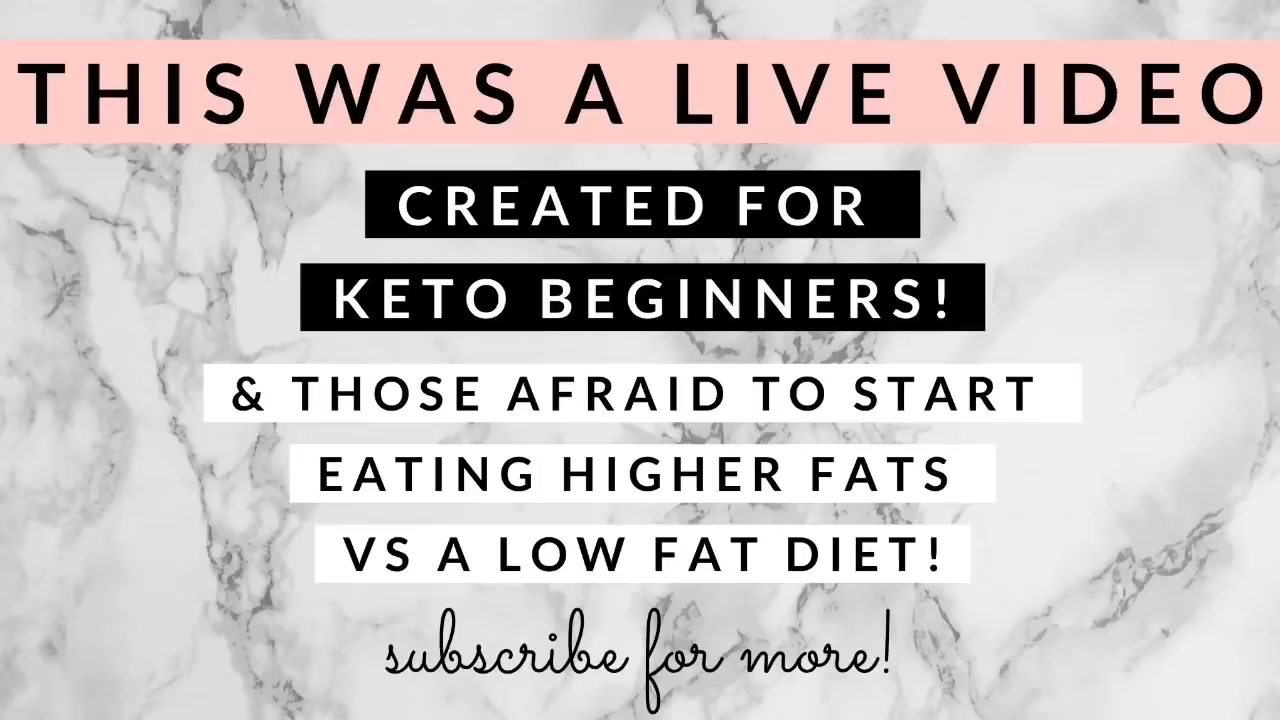 THIS WAS A LIVE VIDEO
CREATED FOR
KETO BEGINNERS!
& THOSE AFRAID TO START
EATING HIGHER FATS
VS A LOW FAT DIET!
subscribe for more!